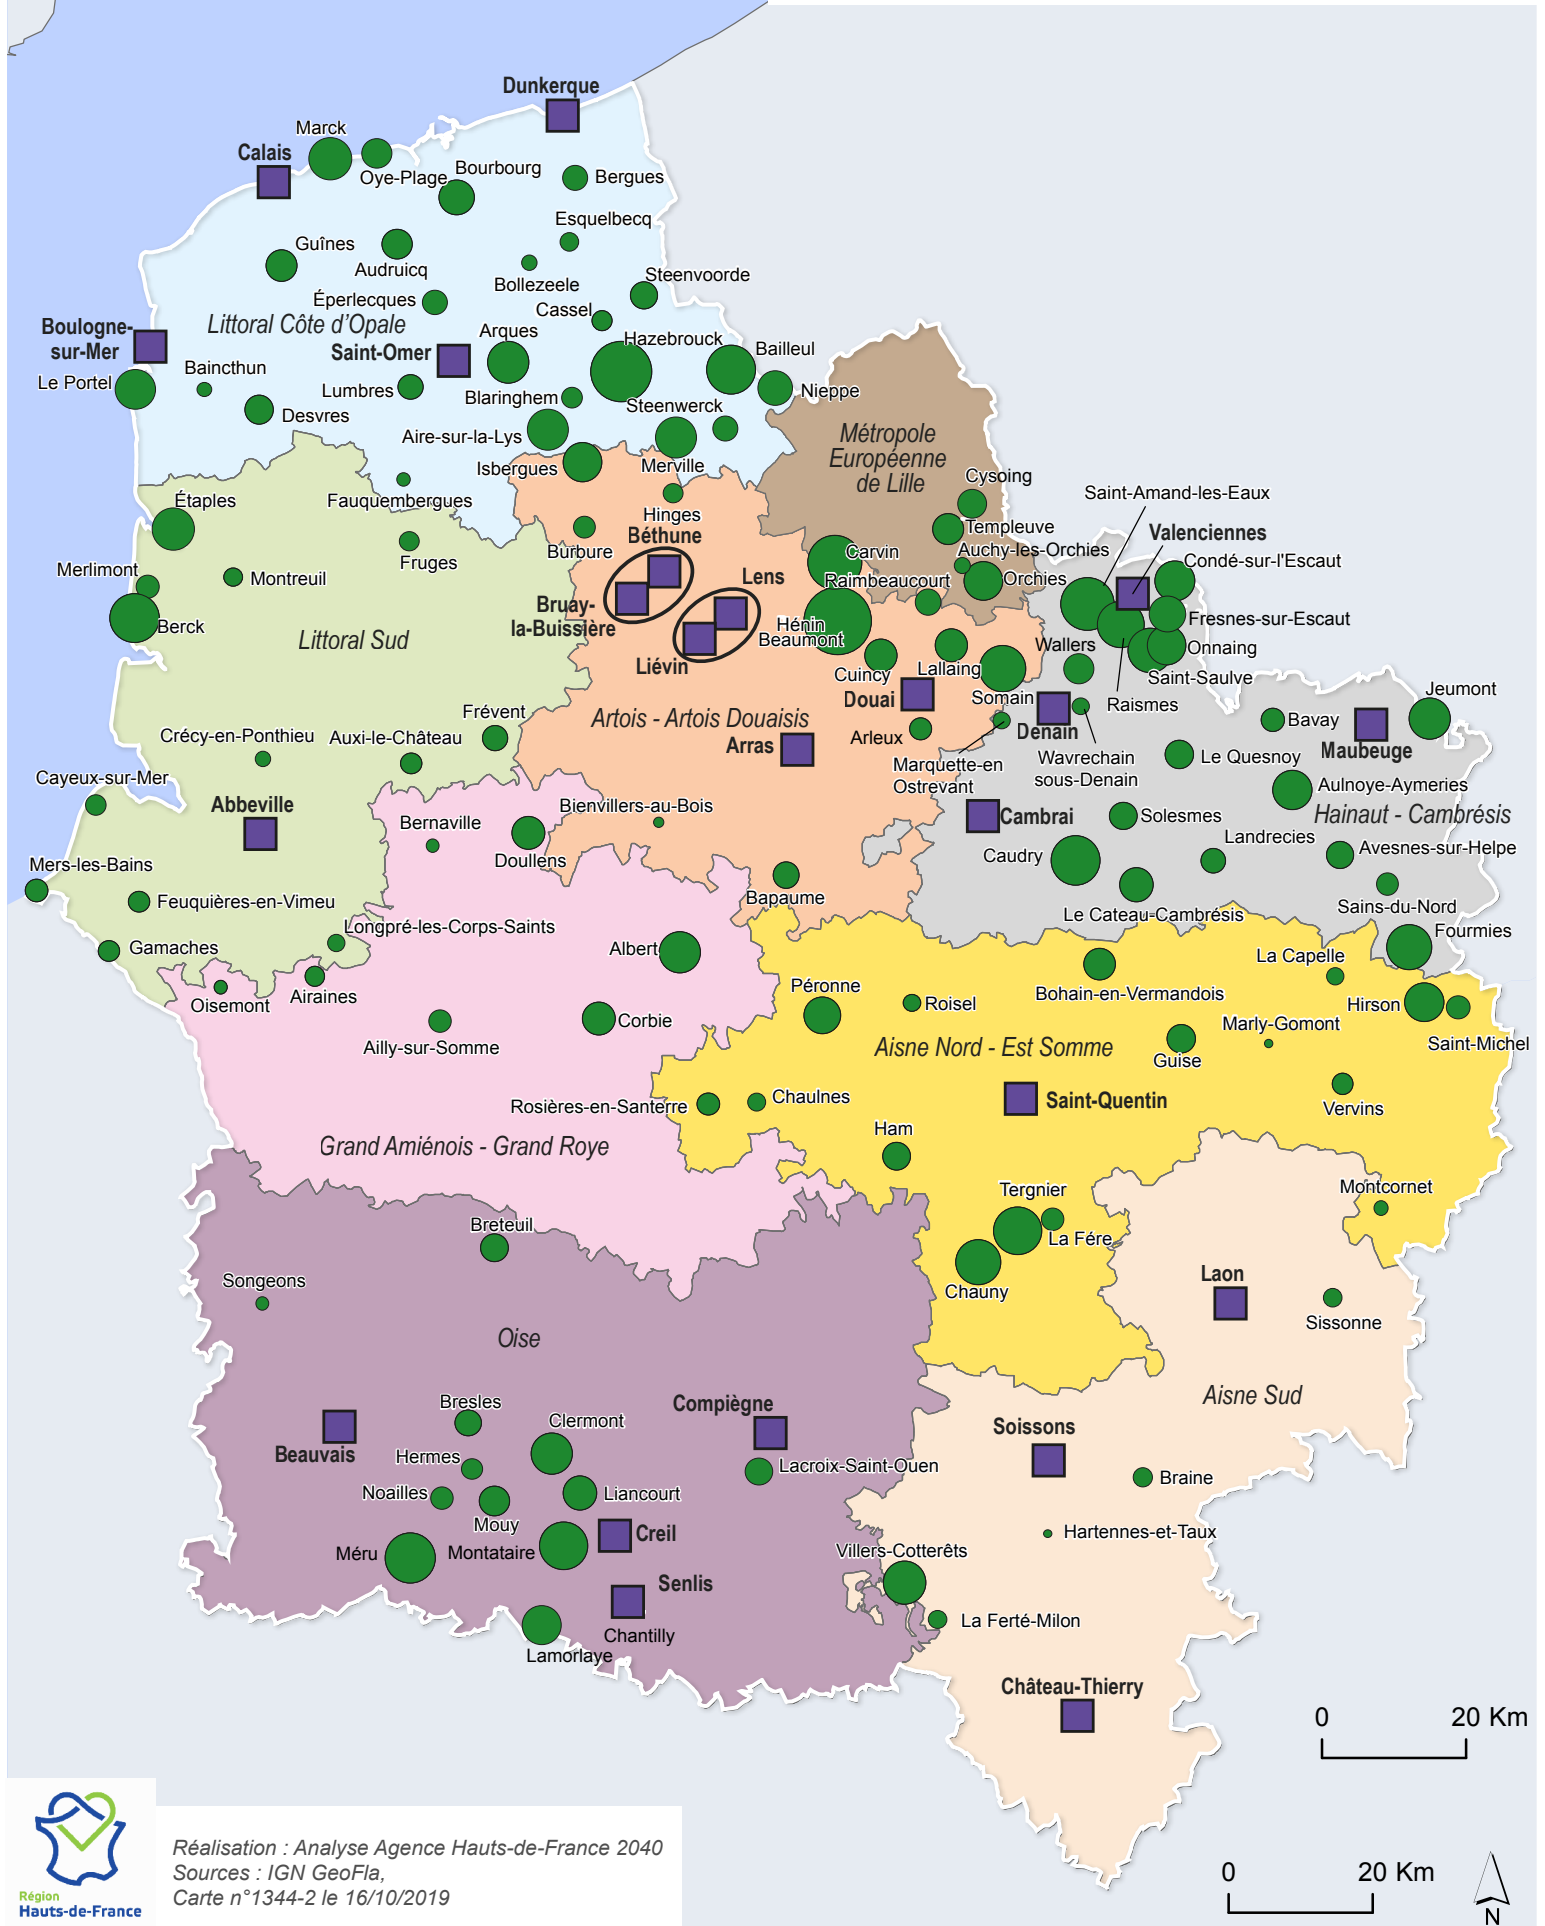 Dunkerque
Marck
Calais
Oye-Plage
Bourbourg
Bergues
Esquelbecq
Guînes
Audruicq
Bollezeele
Steenvoorde
Éperlecques
Cassel
Littoral Côte d'Opale
Boulogne-
sur-Mer
Arques
Hazebrouck
Bailleul
Saint-Omer
Baincthun
Le Portel
Lumbres
Blaringhem
Nieppe
Desvres
Steenwerck
Aire-sur-la-Lys
Métropole
Européenne
de Lille
Isbergues
Merville
Cysoing
Étaples
Fauquembergues
Hinges
Saint-Amand-les-Eaux
Béthune
Templeuve
Valenciennes
Burbure
Fruges
Carvin
Auchy-les-Orchies
Condé-sur-l'Escaut
Merlimont
Montreuil
Lens
Raimbeaucourt
Orchies
Bruay-
la-Buissière
Berck
Hénin
Beaumont
Fresnes-sur-Escaut
Littoral Sud
Wallers
Onnaing
Liévin
Cuincy
Lallaing
Saint-Saulve
Jeumont
Douai
Somain
Raismes
Frévent
Artois - Artois Douaisis
Bavay
Crécy-en-Ponthieu
Auxi-le-Château
Arras
Arleux
Denain
Maubeuge
Marquette-en
Ostrevant
Wavrechain
sous-Denain
Le Quesnoy
Cayeux-sur-Mer
Aulnoye-Aymeries
Abbeville
Bienvillers-au-Bois
Cambrai
Solesmes
Hainaut - Cambrésis
Bernaville
Landrecies
Mers-les-Bains
Doullens
Caudry
Avesnes-sur-Helpe
Feuquières-en-Vimeu
Bapaume
Le Cateau-Cambrésis
Sains-du-Nord
Longpré-les-Corps-Saints
Fourmies
Gamaches
Albert
La Capelle
Oisemont
Airaines
Péronne
Roisel
Bohain-en-Vermandois
Hirson
Corbie
Marly-Gomont
Ailly-sur-Somme
Aisne Nord - Est Somme
Guise
Saint-Michel
Rosières-en-Santerre
Chaulnes
Saint-Quentin
Vervins
Ham
Grand Amiénois - Grand Roye
Tergnier
Montcornet
Breteuil
La Fére
Songeons
Chauny
Laon
Sissonne
Oise
Bresles
Compiègne
Aisne Sud
Clermont
Soissons
Beauvais
Hermes
Lacroix-Saint-Ouen
Braine
Noailles
Liancourt
Mouy
Creil
Hartennes-et-Taux
Méru
Montataire
Villers-Cotterêts
Senlis
La Ferté-Milon
Chantilly
Lamorlaye
Château-Thierry
0 20 Km
Réalisation : Analyse Agence Hauts-de-France 2040
Sources : IGN GeoFla,
Carte n°1344-2 le 16/10/2019
Région
Hauts-de-France
0 20 Km
N